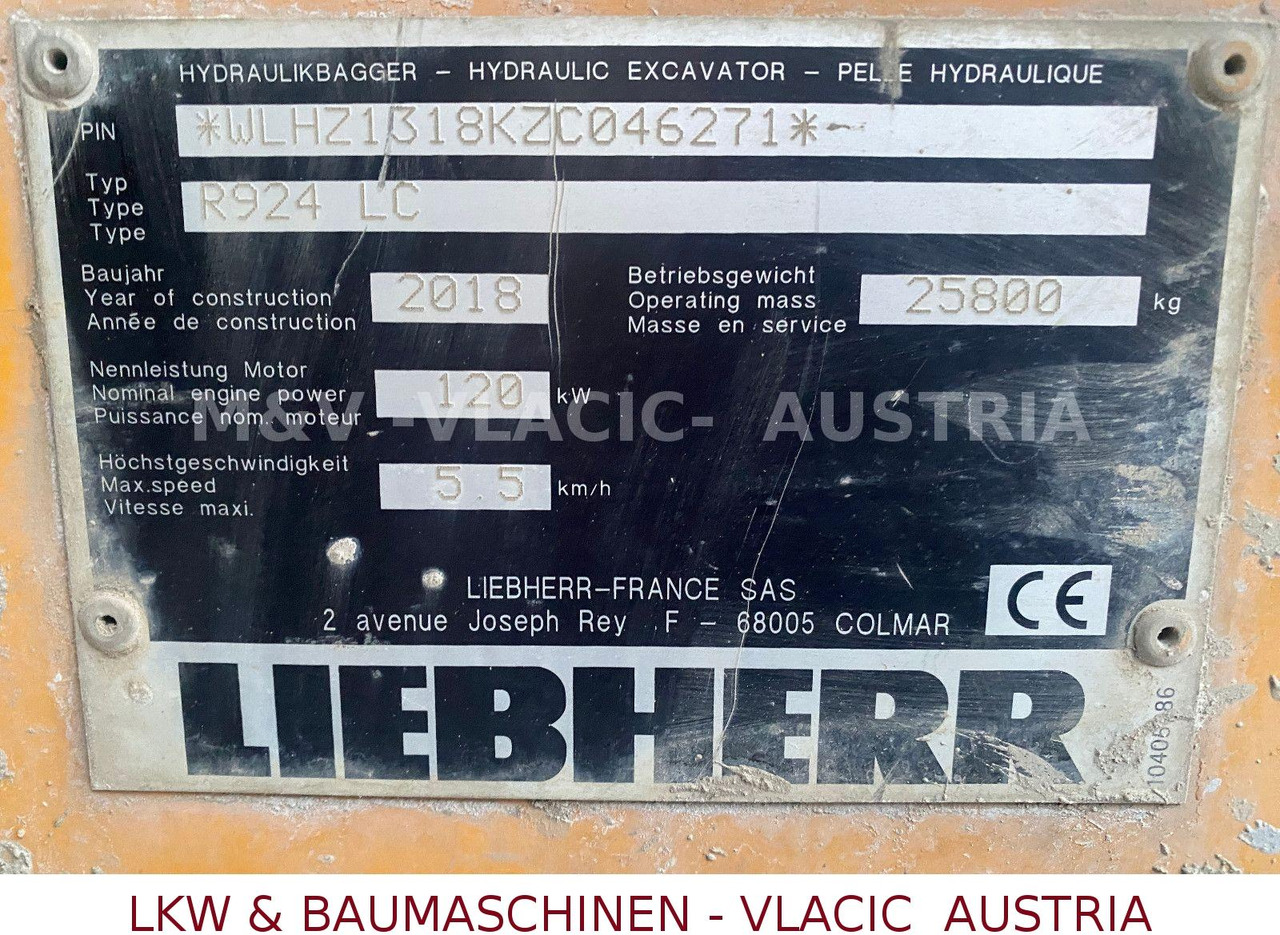 HYDRAULIKBAGGER – HYDRAULIC EXCAVATOR – PEL_E HYDRAULIQUE
PIN *WLHZ1318KZC046271*
Typ
Type R924 LC
Type
Baujahr
Year of construction 2018
Année de construction
Betriebsgewicht
Operating mass 25800 kg
Masse en service
Nennleistung Motor
Nominal engine power 120 kW
Puissance nom. moteur
M&V -VLACIC- AUSTRIA
Höchstgeschwindigkeit
Max.speed 5.5 km/h
Vitesse maxi.
LIEBHERR–FRANCE SAS
2 avenue Joseph Rey F – 68005 COLMAR
CE
LIEBHERR
LKW & BAUMASCHINEN - VLACIC AUSTRIA